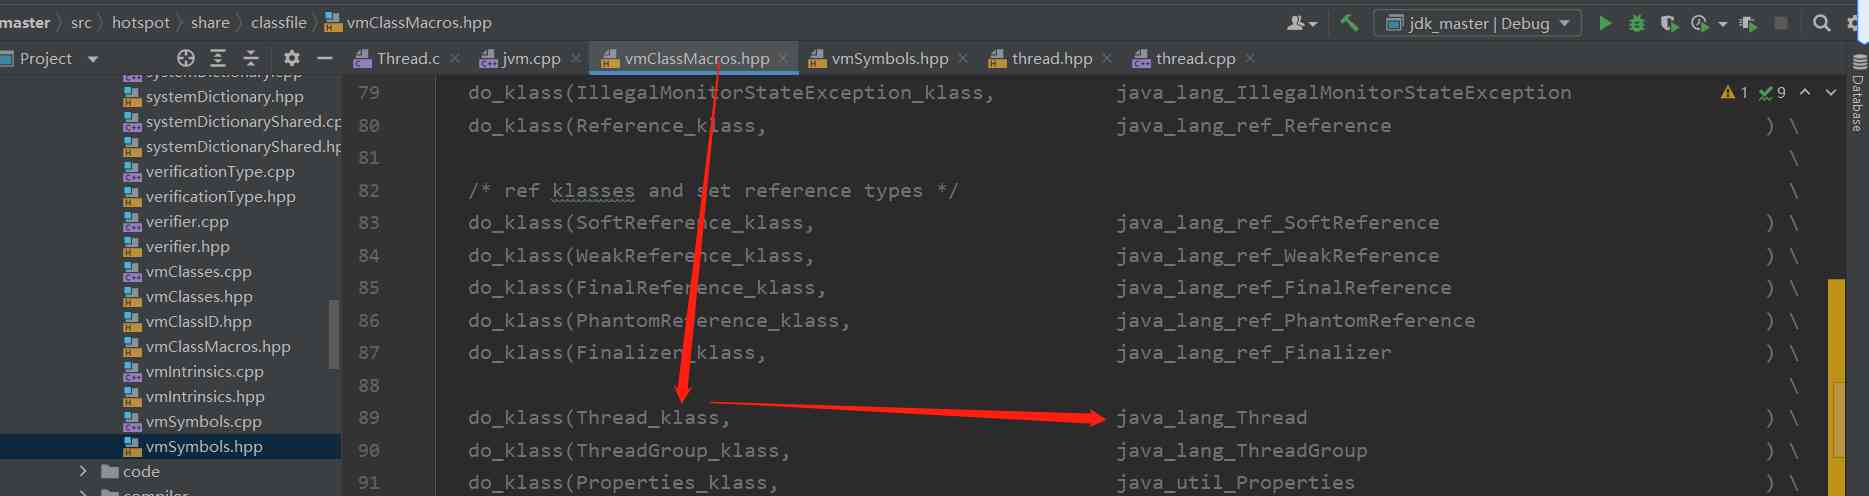 master src hotspot share classfile vmClassMacros.hpp jdk_master | Debug
Project Thread.c jvm.cpp vmClassMacros.hpp vmSymbols.hpp thread.hpp thread.cpp
systemDictionary.cpp
systemDictionary.hpp
systemDictionaryShared.cp
systemDictionaryShared.hp
verificationType.cpp
verificationType.hpp
verifier.cpp
verifier.hpp
vmClasses.cpp
vmClasses.hpp
vmClassID.hpp
vmClassMacros.hpp
vmIntrinsics.cpp
vmIntrinsics.hpp
vmSymbols.cpp
vmSymbols.hpp
code
compiler
79 do_klass(IllegalMonitorStateException_klass, java_lang_IllegalMonitorStateException
80 do_klass(Reference_klass, java_lang_ref_Reference ) \
81 \
82 /* ref klasses and set reference types */ \
83 do_klass(SoftReference_klass, java_lang_ref_SoftReference ) \
84 do_klass(WeakReference_klass, java_lang_ref_WeakReference ) \
85 do_klass(FinalReference_klass, java_lang_ref_FinalReference ) \
86 do_klass(PhantomReference_klass, java_lang_ref_PhantomReference ) \
87 do_klass(Finalizer_klass, java_lang_ref_Finalizer ) \
88 \
89 do_klass(Thread_klass, java_lang_Thread ) \
90 do_klass(ThreadGroup_klass, java_lang_ThreadGroup ) \
91 do_klass(Properties_klass, java_util_Properties ) \
1 9
Database